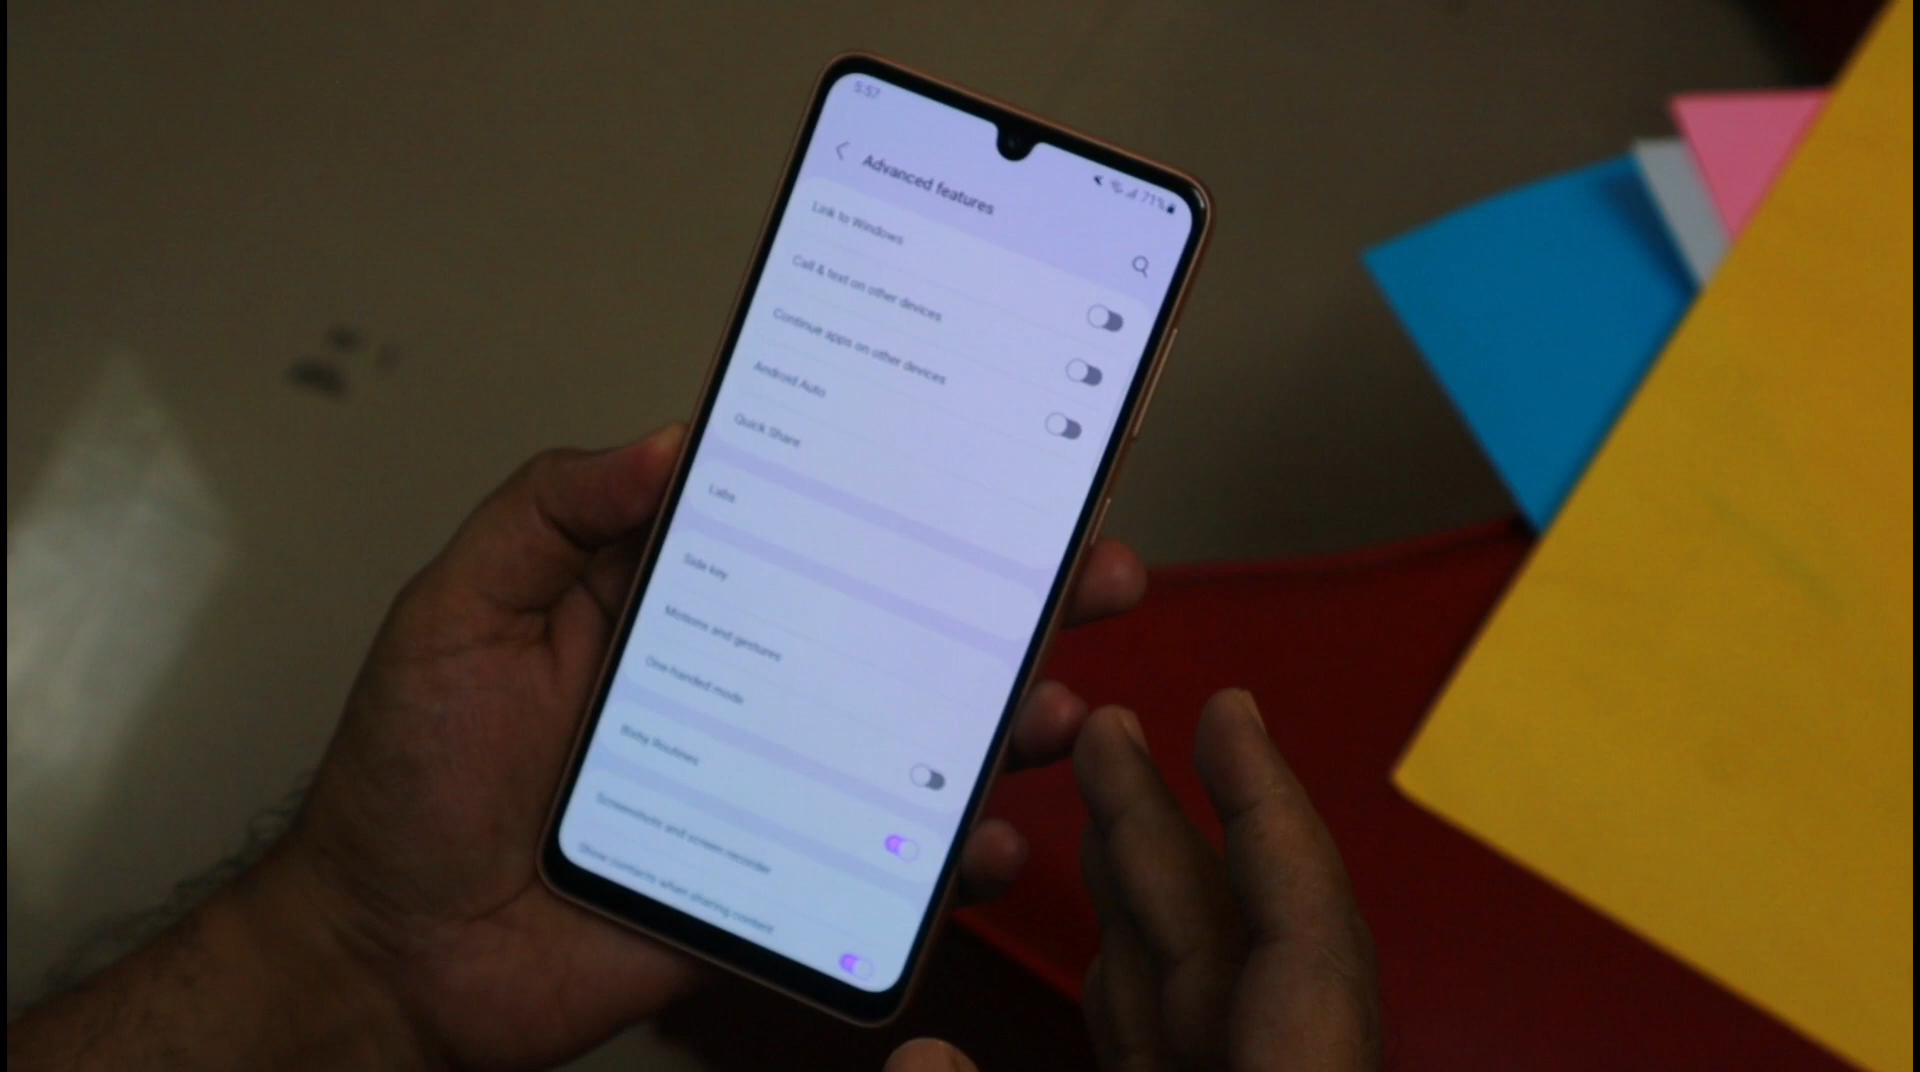 5:57
71%
Advanced features
Link to Windows
Call & text on other devices
Continue apps on other devices
Android Auto
Quick Share
Labs
Side key
Motions and gestures
One-handed mode
Bixby Routines
Screenshots and screen recorder
Show contacts when sharing content